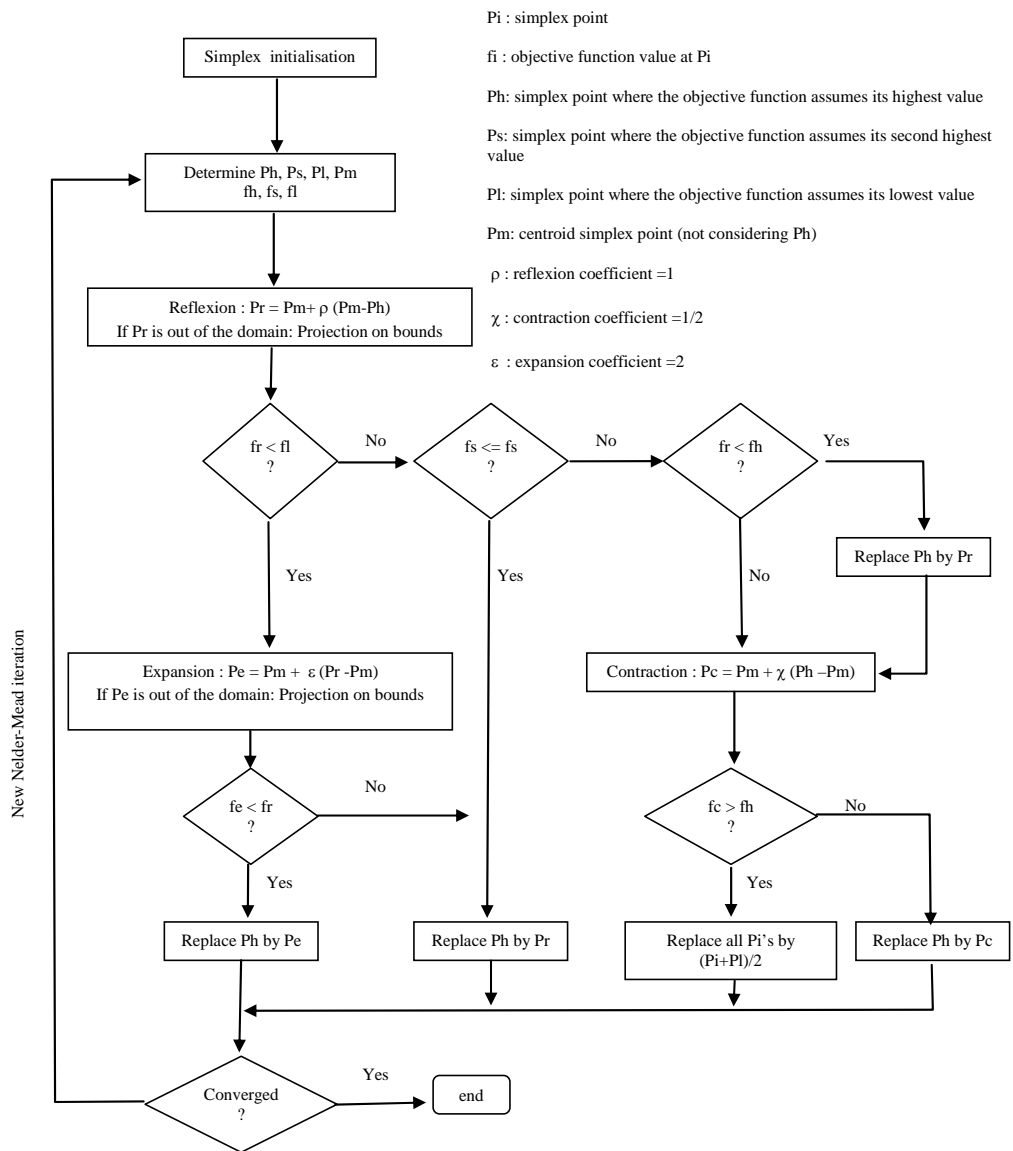 Pi : simplex point
fi : objective function value at Pi
Ph: simplex point where the objective function assumes its highest value
Ps: simplex point where the objective function assumes its second highest
value
Pl: simplex point where the objective function assumes its lowest value
Pm: centroid simplex point (not considering Ph)
ρ : reflexion coefficient =1
χ : contraction coefficient =1/2
ε : expansion coefficient =2
Simplex initialisation
Determine Ph, Ps, Pl, Pm
fh, fs, fl
Reflexion : Pr = Pm+ ρ (Pm-Ph)
If Pr is out of the domain: Projection on bounds
fr < fl
?
No
fs <= fs
?
No
fr < fh
?
Yes
Replace Ph by Pr
Yes
Yes
No
Expansion : Pe = Pm + ε (Pr -Pm)
If Pe is out of the domain: Projection on bounds
Contraction : Pc = Pm + χ (Ph –Pm)
fe < fr
?
No
Yes
fc > fh
?
No
Yes
Replace Ph by Pe
Replace Ph by Pr
Replace all Pi's by
(Pi+Pl)/2
Replace Ph by Pc
Converged
?
Yes
end
New Nelder-Mead iteration